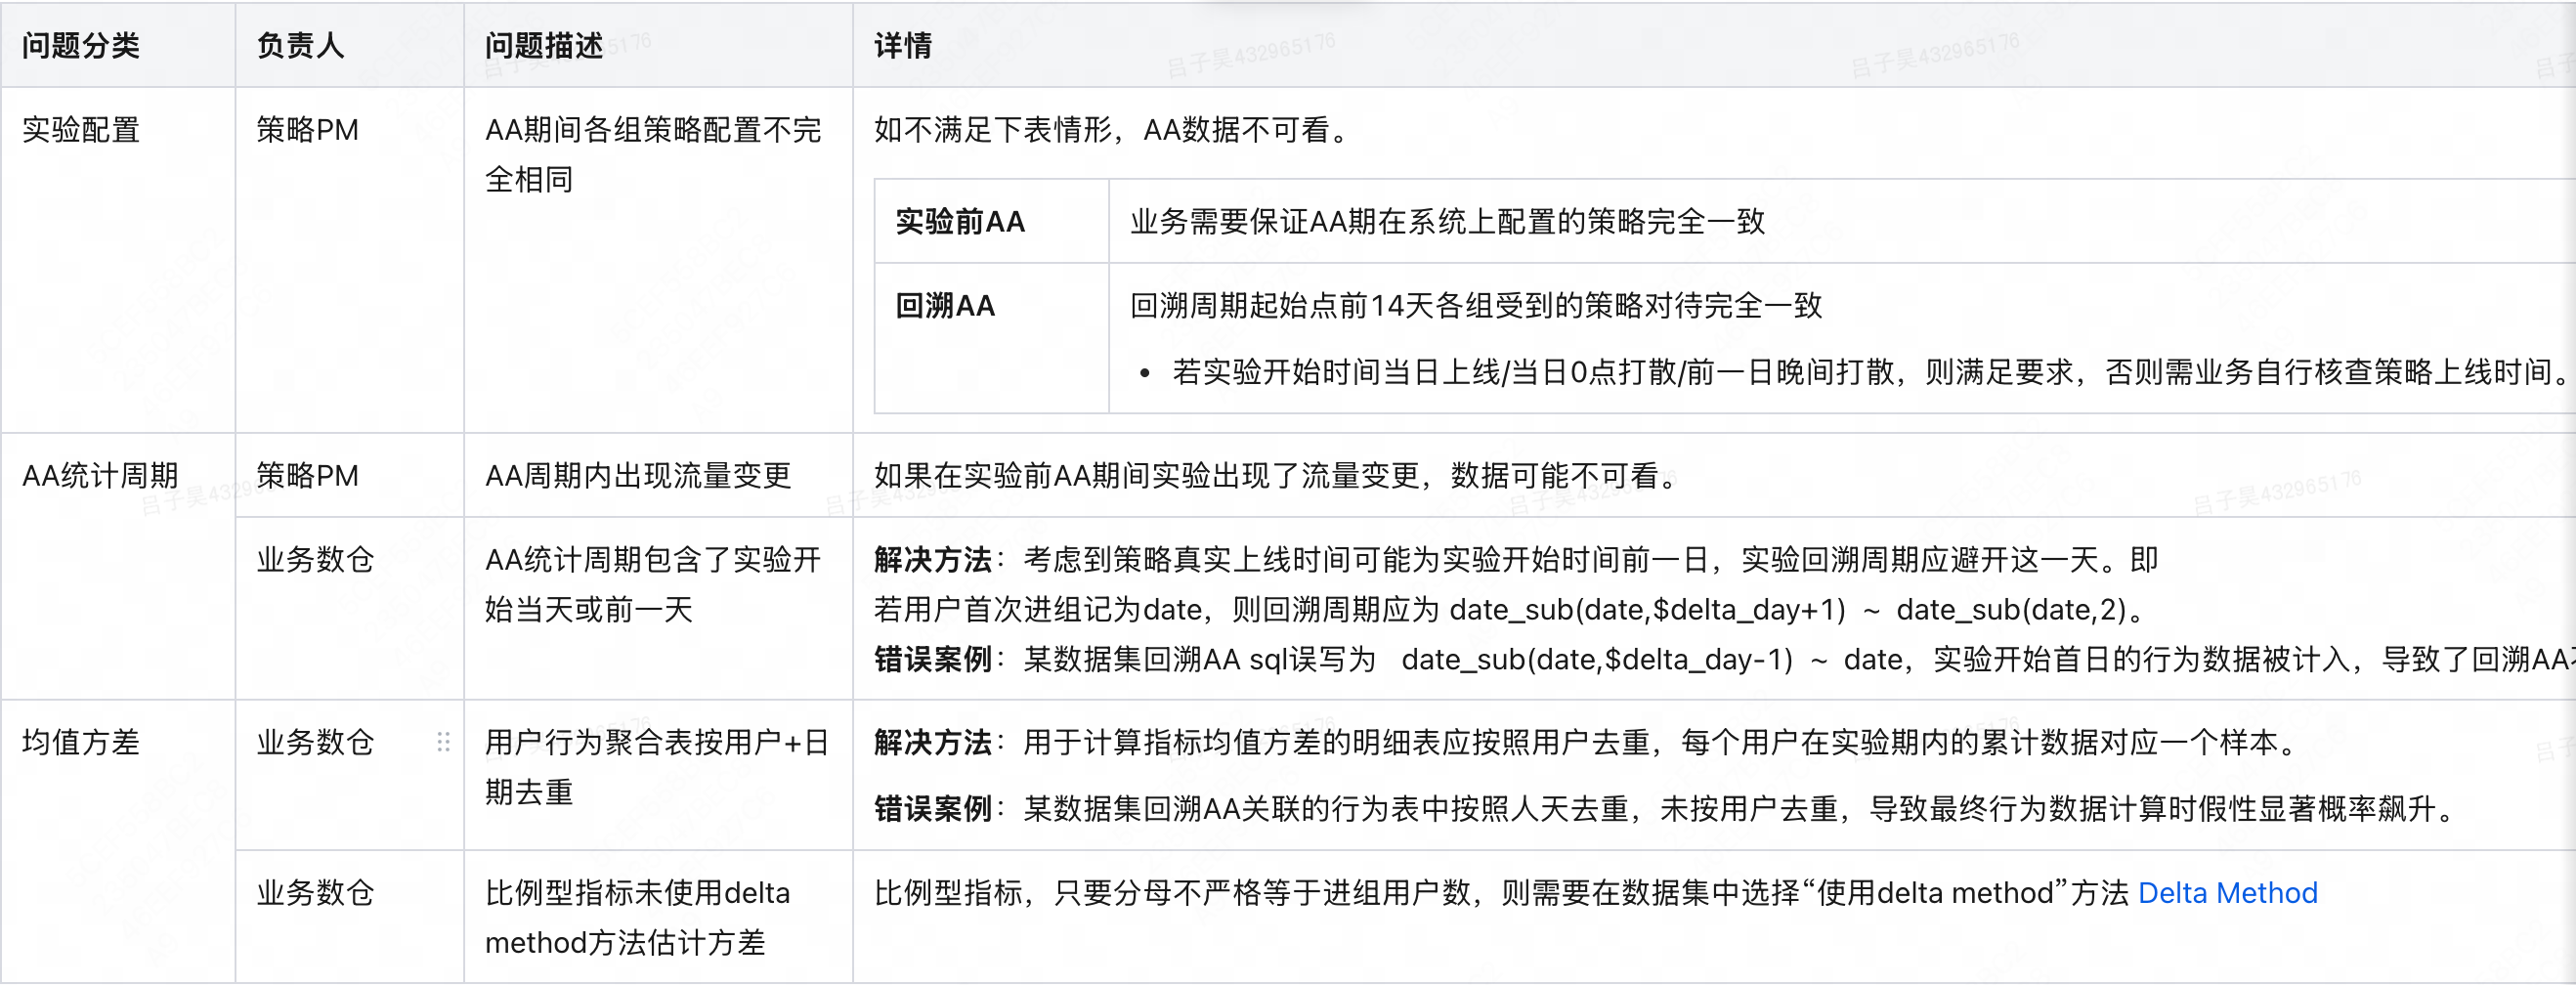 问题分类 负责人 问题描述 详情
实验配置 策略PM AA期间各组策略配置不完 如不满足下表情形，AA数据不可看。
全相同
实验前AA 业务需要保证AA期在系统上配置的策略完全一致
回溯AA 回溯周期起始点前14天各组受到的策略对待完全一致
• 若实验开始时间当日上线/当日0点打散/前一日晚间打散，则满足要求，否则需业务自行核查策略上线时间。
AA统计周期 策略PM AA周期内出现流量变更 如果在实验前AA期间实验出现了流量变更，数据可能不可看。
业务数仓 AA统计周期包含了实验开 解决方法：考虑到策略真实上线时间可能为实验开始时间前一日，实验回溯周期应避开这一天。即
始当天或前一天 若用户首次进组记为date，则回溯周期应为 date_sub(date,$delta_day+1) ~ date_sub(date,2)。
错误案例：某数据集回溯AA sql误写为 date_sub(date,$delta_day-1) ~ date，实验开始首日的行为数据被计入，导致了回溯AA
均值方差 业务数仓 用户行为聚合表按用户+日 解决方法：用于计算指标均值方差的明细表应按照用户去重，每个用户在实验期内的累计数据对应一个样本。
期去重 错误案例：某数据集回溯AA关联的行为表中按照人天去重，未按用户去重，导致最终行为数据计算时假性显著概率飙升。
业务数仓 比例型指标未使用delta 比例型指标，只要分母不严格等于进组用户数，则需要在数据集中选择“使用delta method”方法 Delta Method
method方法估计方差
吕子昊432965176